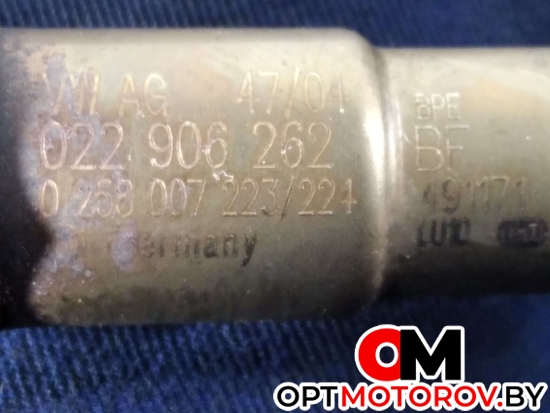 VW AG 47/04
022 906 262
0 258 007 223/224
Germany
BPE
BF
491171
LU10
OM
OPTMOTOROV.BY